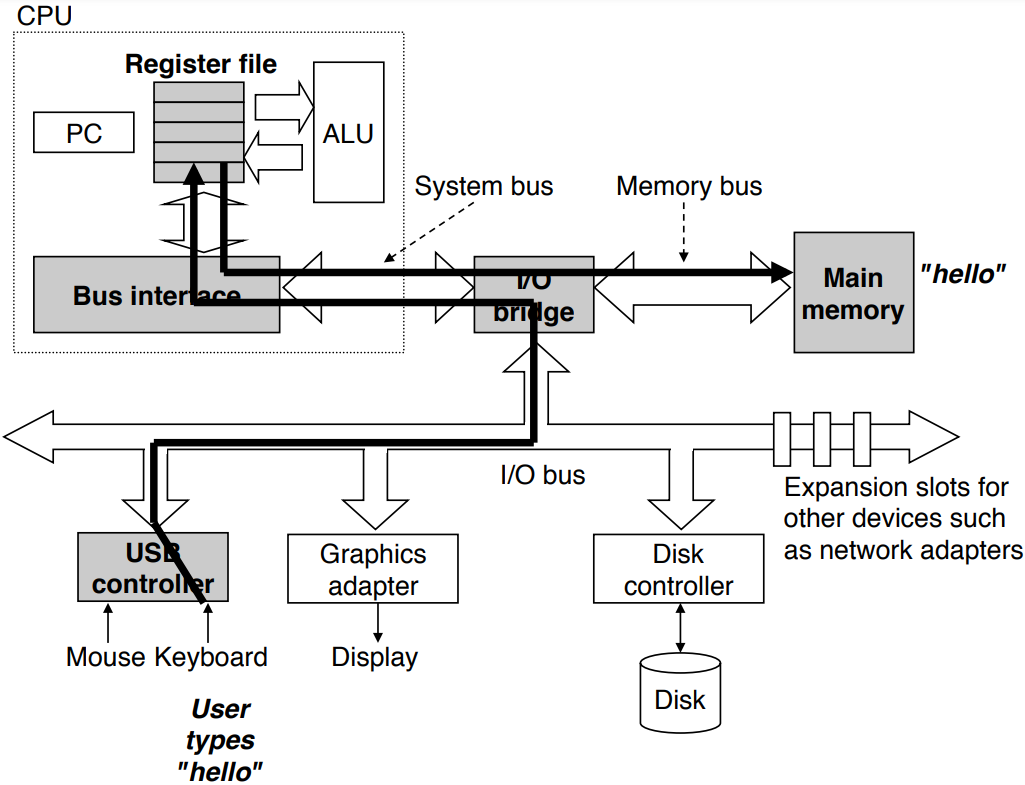 CPU
Register file
PC
ALU
System bus
Memory bus
Bus interface
I/O
bridge
Main
memory
"hello"
I/O bus
Expansion slots for
other devices such
as network adapters
USB
controller
Graphics
adapter
Disk
controller
Mouse
Keyboard
Display
Disk
User
types
"hello"